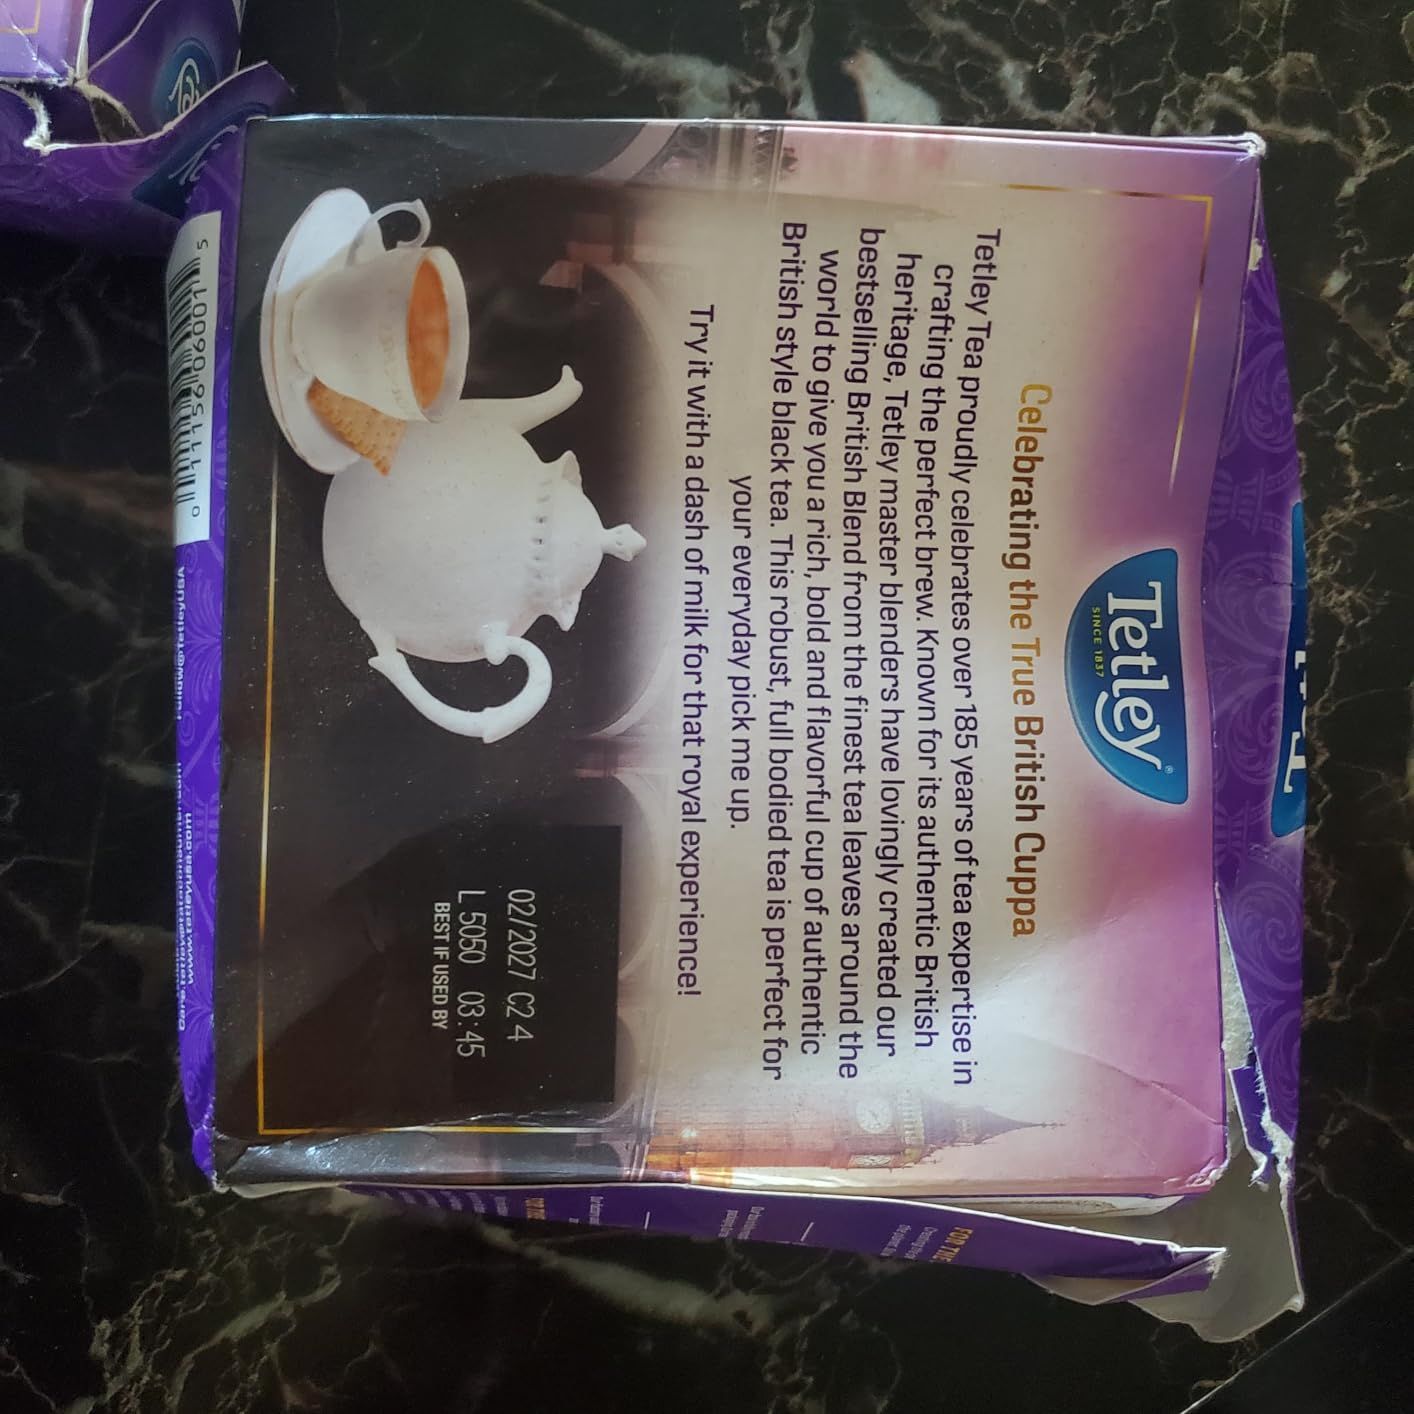 Tetley®
SINCE 1837
Celebrating the True British Cuppa
Tetley Tea proudly celebrates over 185 years of tea expertise in
crafting the perfect brew. Known for its authentic British
heritage, Tetley master blenders have lovingly created our
bestselling British Blend from the finest tea leaves around the
world to give you a rich, bold and flavorful cup of authentic
British style black tea. This robust, full bodied tea is perfect for
your everyday pick me up.
Try it with a dash of milk for that royal experience!
02/2027 C2 4
L 5050 03:45
BEST IF USED BY
www.tetleyusa.com
FOR THE